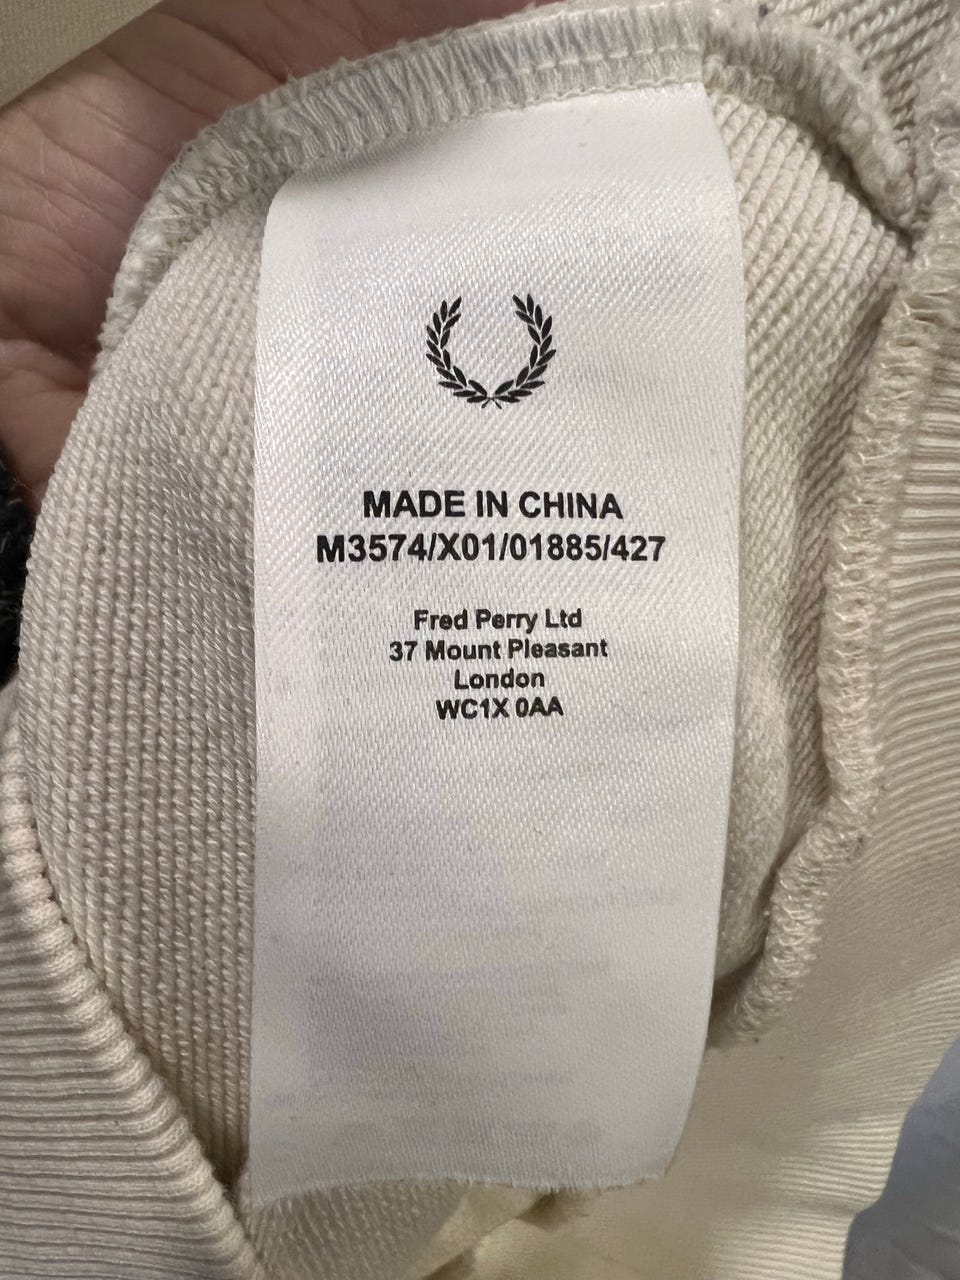 MADE IN CHINA
M3574/X01/01885/427
Fred Perry Ltd
37 Mount Pleasant
London
WC1X 0AA